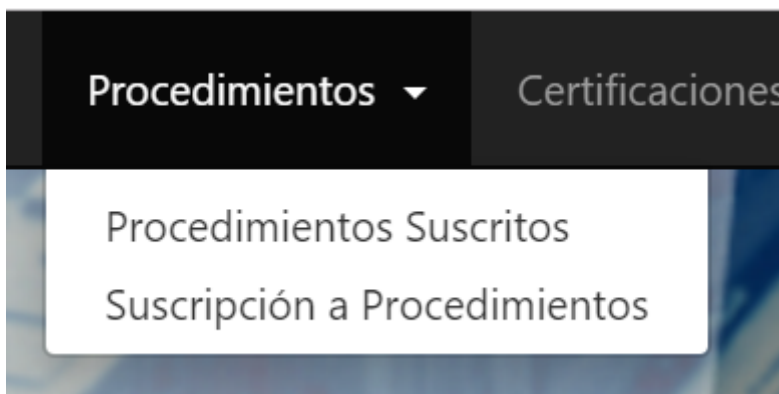 Procedimientos Certificaciones
Procedimientos Suscritos
Suscripción a Procedimientos